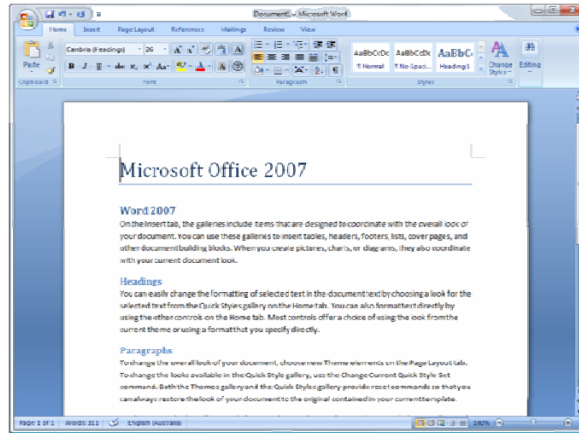 Document1 - Microsoft Word
Home Insert Page Layout References Mailings Review View
Cambria (Headings) 26
AaBbCcDc AaBbCcDc AaBbC
Paste ¶ Normal ¶ No Spaci... Heading 1 Change Styles Editing
Clipboard Font Paragraph Styles
Microsoft Office 2007
Word 2007
On the Insert tab, the galleries include items that are designed to coordinate with the overall look of
your document. You can use these galleries to insert tables, headers, footers, lists, cover pages, and
other document building blocks. When you create pictures, charts, or diagrams, they also coordinate
with your current document look.
Headings
You can easily change the formatting of selected text in the document text by choosing a look for the
selected text from the Quick Styles gallery on the Home tab. You can also format text directly by
using the other controls on the Home tab. Most controls offer a choice of using the look from the
current theme or using a format that you specify directly.
Paragraphs
To change the overall look of your document, choose new Theme elements on the Page Layout tab.
To change the looks available in the Quick Style gallery, use the Change Current Quick Style Set
command. Both the Themes gallery and the Quick Styles gallery provide reset commands so that you
can always restore the look of your document to the original contained in your current template.
Page: 1 of 1 Words: 311 English (Australia) 100%